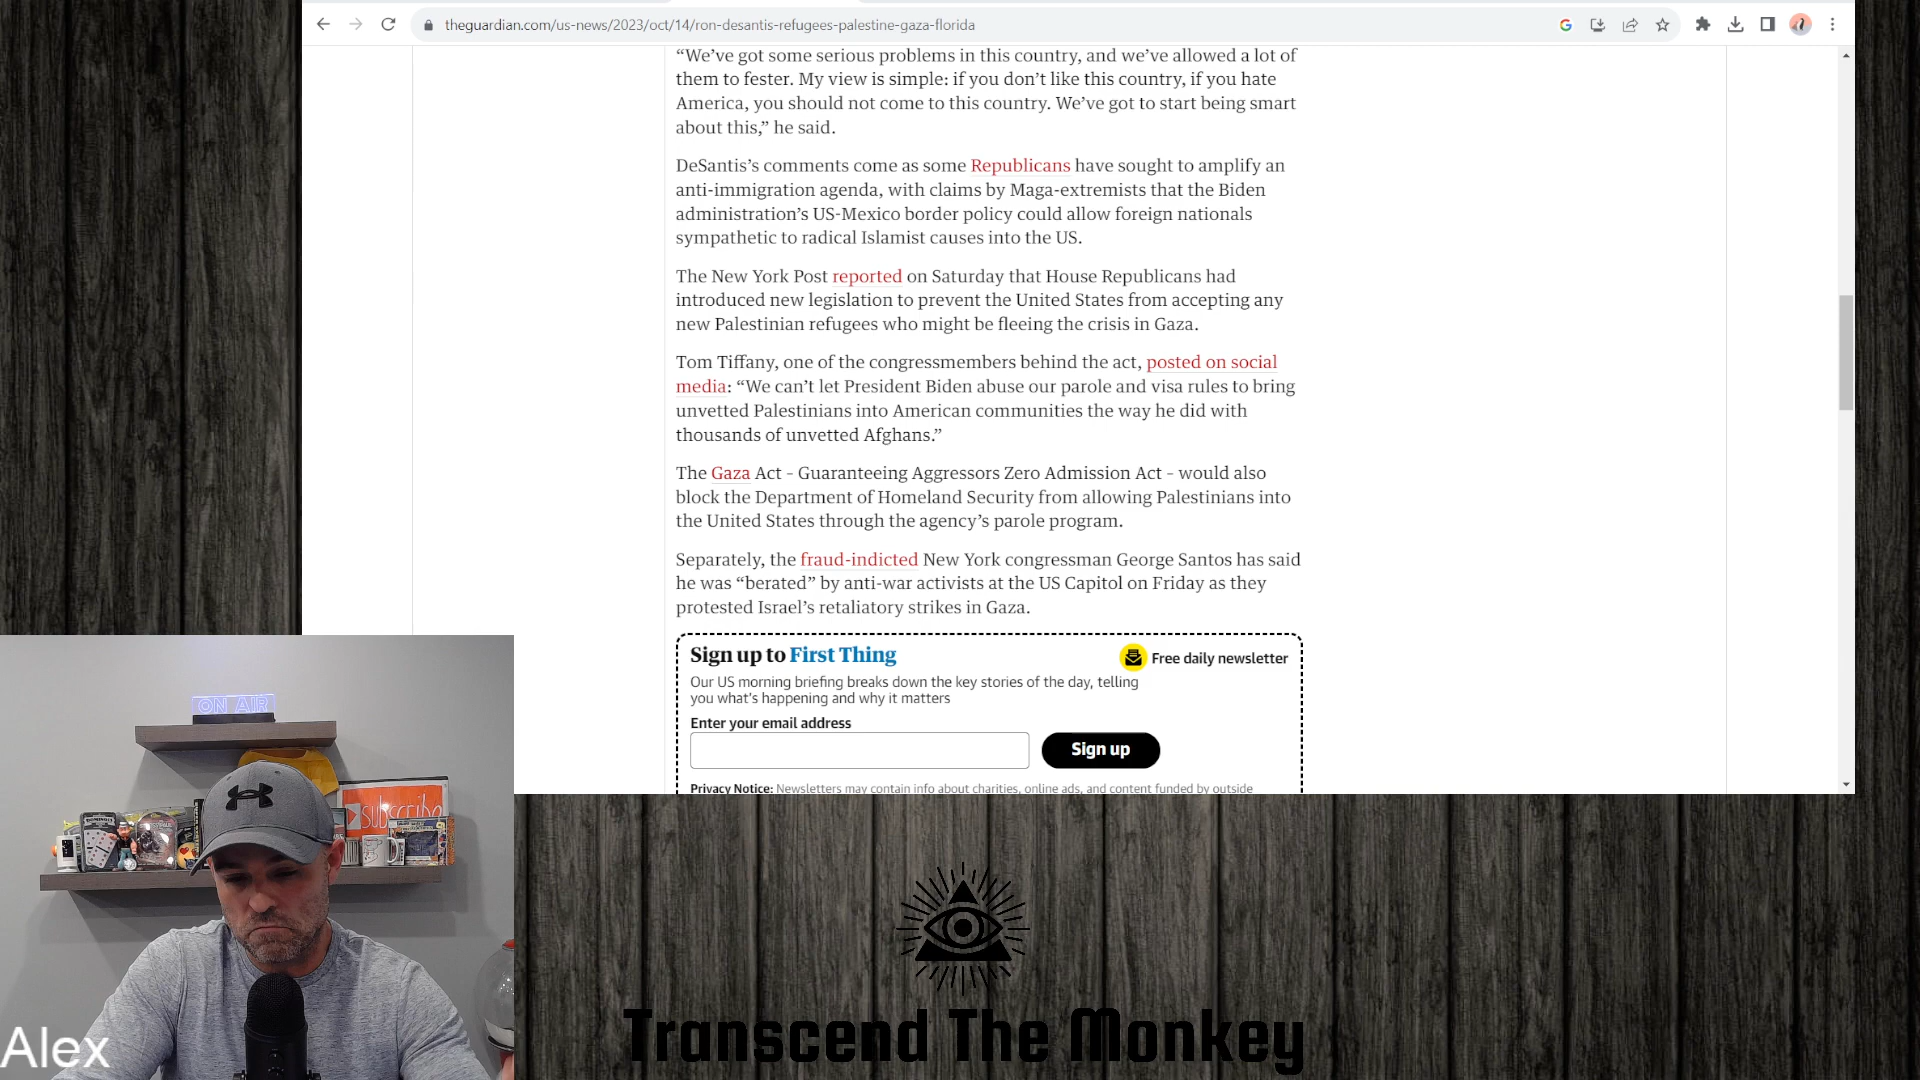 theguardian.com/us-news/2023/oct/14/ron-desantis-refugees-palestine-gaza-florida
“We’ve got some serious problems in this country, and we’ve allowed a lot of
them to fester. My view is simple: if you don’t like this country, if you hate
America, you should not come to this country. We’ve got to start being smart
about this,” he said.
DeSantis’s comments come as some Republicans have sought to amplify an
anti-immigration agenda, with claims by Maga-extremists that the Biden
administration’s US-Mexico border policy could allow foreign nationals
sympathetic to radical Islamist causes into the US.
The New York Post reported on Saturday that House Republicans had
introduced new legislation to prevent the United States from accepting any
new Palestinian refugees who might be fleeing the crisis in Gaza.
Tom Tiffany, one of the congressmembers behind the act, posted on social
media: “We can’t let President Biden abuse our parole and visa rules to bring
unvetted Palestinians into American communities the way he did with
thousands of unvetted Afghans.”
The Gaza Act – Guaranteeing Aggressors Zero Admission Act – would also
block the Department of Homeland Security from allowing Palestinians into
the United States through the agency’s parole program.
Separately, the fraud-indicted New York congressman George Santos has said
he was “berated” by anti-war activists at the US Capitol on Friday as they
protested Israel’s retaliatory strikes in Gaza.
Sign up to First Thing
Free daily newsletter
Our US morning briefing breaks down the key stories of the day, telling
you what’s happening and why it matters
Enter your email address
Sign up
Privacy Notice: Newsletters may contain info about charities, online ads, and content funded by outside
ON AIR
subscribe
Alex
Transcend The Monkey